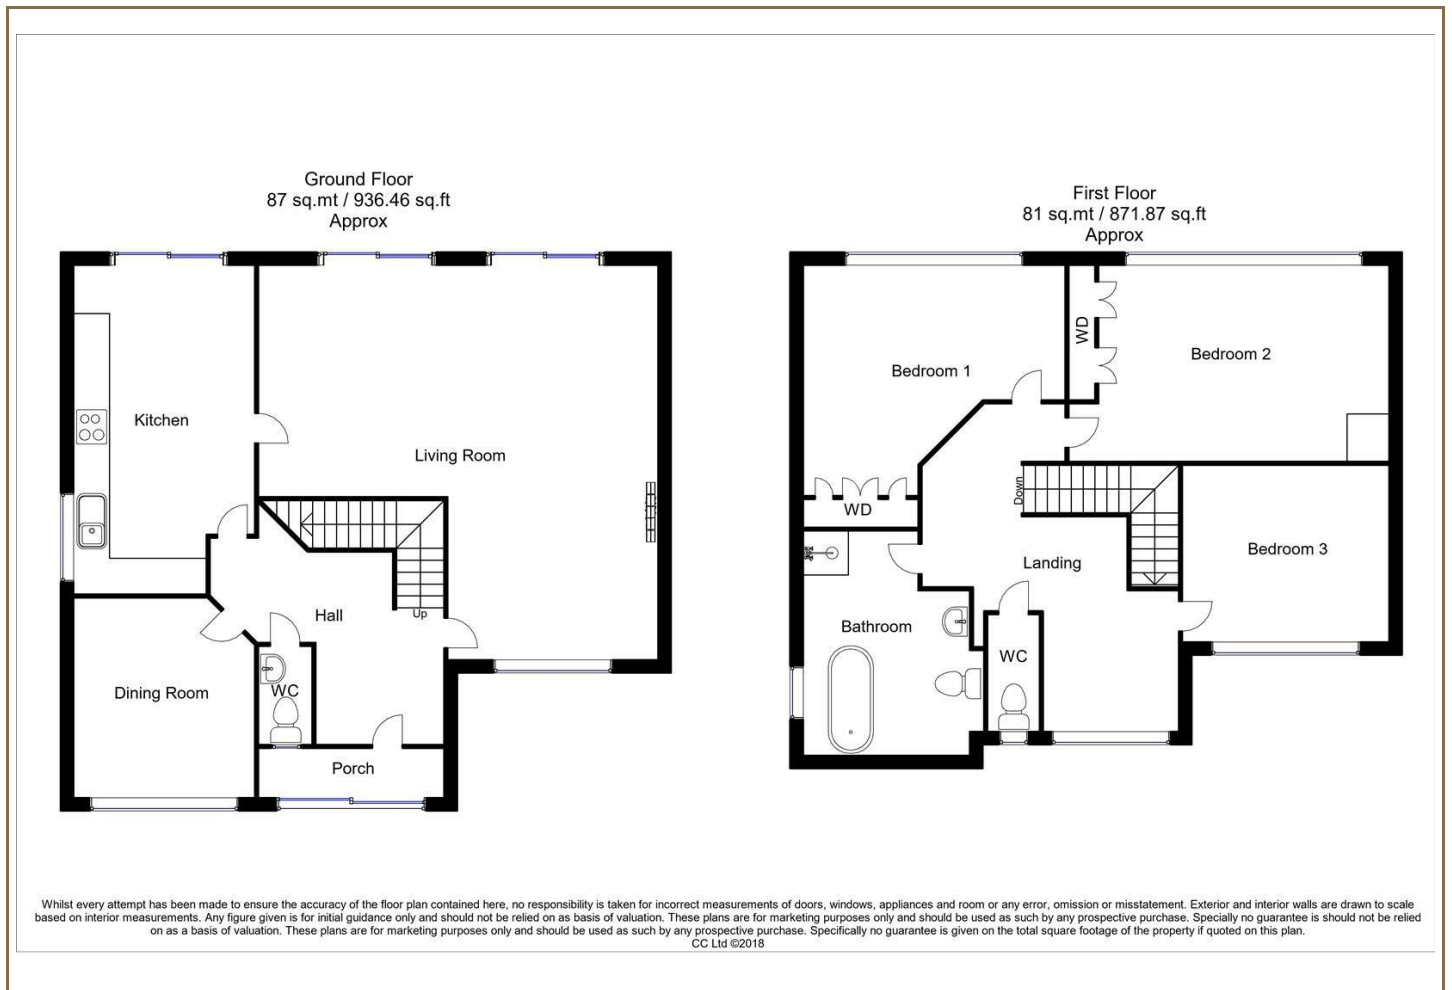 Ground Floor
87 sq.mt / 936.46 sq.ft
Approx
Kitchen
Living Room
Hall
Up
Dining Room
WC
Porch
First Floor
81 sq.mt / 871.87 sq.ft
Approx
WD
Bedroom 1
Bedroom 2
WD
Down
Landing
Bedroom 3
Bathroom
WC
Whilst every attempt has been made to ensure the accuracy of the floor plan contained here, no responsibility is taken for incorrect measurements of doors, windows, appliances and room or any error, omission or misstatement. Exterior and interior walls are drawn to scale
based on interior measurements. Any figure given is for initial guidance only and should not be relied on as basis of valuation. These plans are for marketing purposes only and should be used as such by any prospective purchase. Specially no guarantee is should not be relied
on as a basis of valuation. These plans are for marketing purposes only and should be used as such by any prospective purchase. Specifically no guarantee is given on the total square footage of the property if quoted on this plan.
CC Ltd ©2018